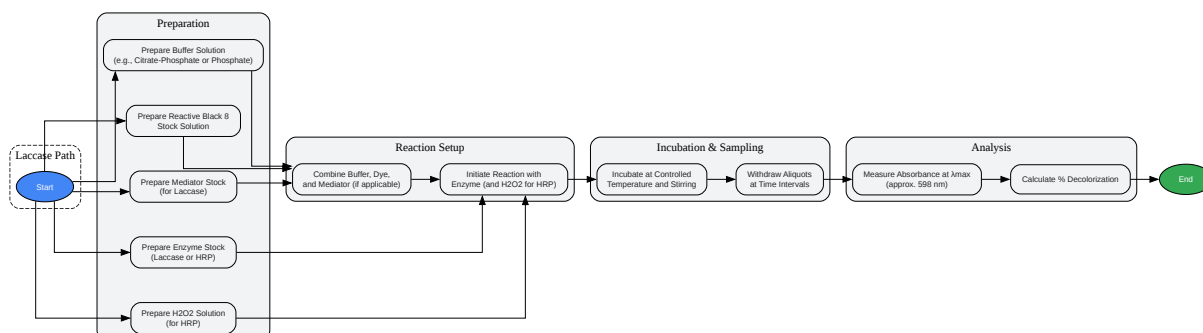 Preparation
Prepare Buffer Solution
(e.g., Citrate-Phosphate or Phosphate)
Prepare Reactive Black 8
Stock Solution
Laccase Path
Start
Prepare Mediator Stock
(for Laccase)
Prepare Enzyme Stock
(Laccase or HRP)
Prepare H2O2 Solution
(for HRP)
Reaction Setup
Combine Buffer, Dye,
and Mediator (if applicable)
Initiate Reaction with
Enzyme (and H2O2 for HRP)
Incubation & Sampling
Incubate at Controlled
Temperature and Stirring
Withdraw Aliquots
at Time Intervals
Analysis
Measure Absorbance at λmax
(approx. 598 nm)
Calculate % Decolorization
End